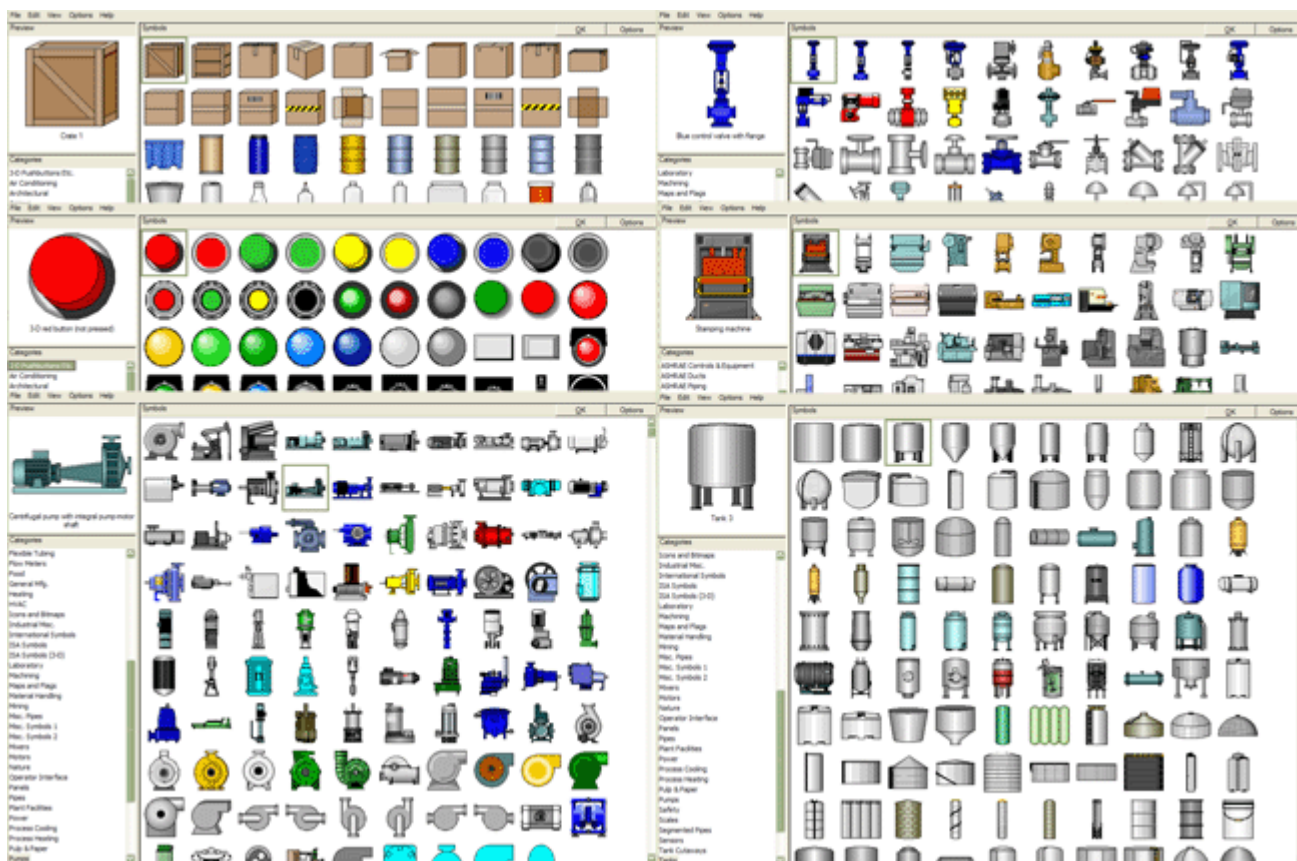 File Edit View Options Help
Preview
Symbols
OK
Options
Crate 1
Categories
3-D Pushbuttons Etc.
Air Conditioning
Architectural
File Edit View Options Help
Preview
Symbols
OK
Options
Blue control valve with flange
Categories
Laboratory
Machining
Maps and Flags
File Edit View Options Help
Preview
Symbols
OK
Options
3-D red button (not pressed)
Categories
3-D Pushbuttons Etc.
Air Conditioning
Architectural
File Edit View Options Help
Preview
Symbols
OK
Options
Stamping machine
Categories
ASHRAE Controls & Equipment
ASHRAE Ducts
ASHRAE Piping
File Edit View Options Help
Preview
Symbols
OK
Options
Centrifugal pump with integral pump motor
shaft
Categories
Flexible Tubing
Flow Meters
Food
General Mfg.
Heating
HVAC
Icons and Bitmaps
Industrial Misc.
International Symbols
ISA Symbols
ISA Symbols (3-D)
Laboratory
Machining
Maps and Flags
Material Handling
Mining
Misc. Pipes
Misc. Symbols 1
Misc. Symbols 2
Mixers
Motors
Nature
Operator Interface
Panels
Pipes
Plant Facilities
Power
Process Cooling
Process Heating
Pulp & Paper
Pumps
File Edit View Options Help
Preview
Symbols
OK
Options
Tank 3
Categories
Icons and Bitmaps
Industrial Misc.
International Symbols
ISA Symbols
ISA Symbols (3-D)
Laboratory
Machining
Maps and Flags
Material Handling
Mining
Misc. Pipes
Misc. Symbols 1
Misc. Symbols 2
Mixers
Motors
Nature
Operator Interface
Panels
Pipes
Plant Facilities
Power
Process Cooling
Process Heating
Pulp & Paper
Pumps
Safety
Scales
Segmented Pipes
Sensors
Tank Cutaways